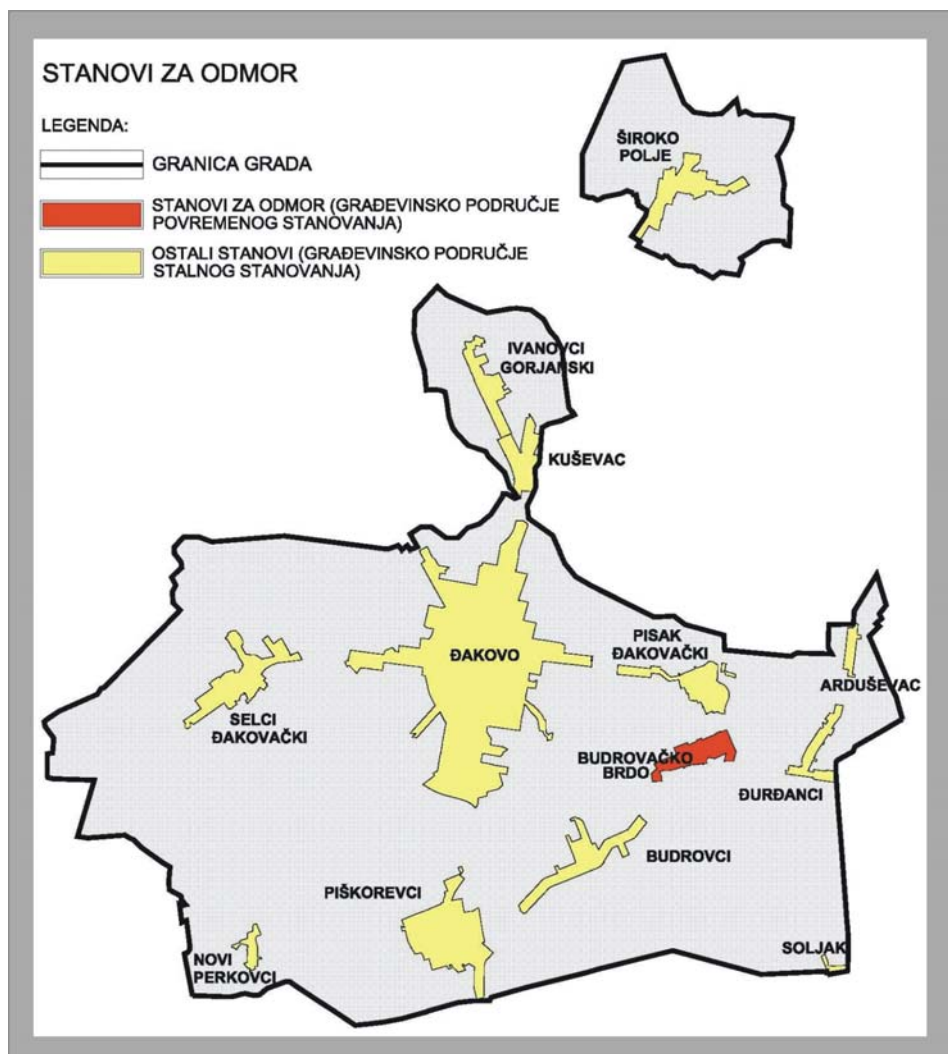 STANOVI ZA ODMOR
LEGENDA:
GRANICA GRADA
STANOVI ZA ODMOR (GRAĐEVINSKO PODRUČJE
POVREMENOG STANOVANJA)
OSTALI STANOVI (GRAĐEVINSKO PODRUČJE
STALNOG STANOVANJA)
ŠIROKO
POLJE
IVANOVCI
GORJANSKI
KUŠEVAC
ĐAKOVO
PISAK
ĐAKOVAČKI
ARDUŠEVAC
SELCI
ĐAKOVAČKI
BUDROVAČKO
BRDO
ĐURĐANCI
BUDROVCI
PIŠKOREVCI
NOVI
PERKOVCI
SOLJAK